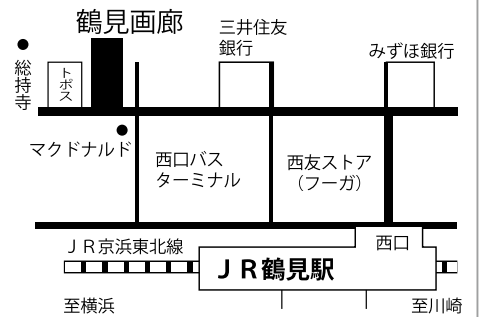 鶴見画廊
三井住友
銀行
みずほ銀行
総持寺
トポス
マクドナルド
西口バス
ターミナル
西友ストア
（フーガ）
ＪＲ京浜東北線
西口
ＪＲ鶴見駅
至横浜
至川崎